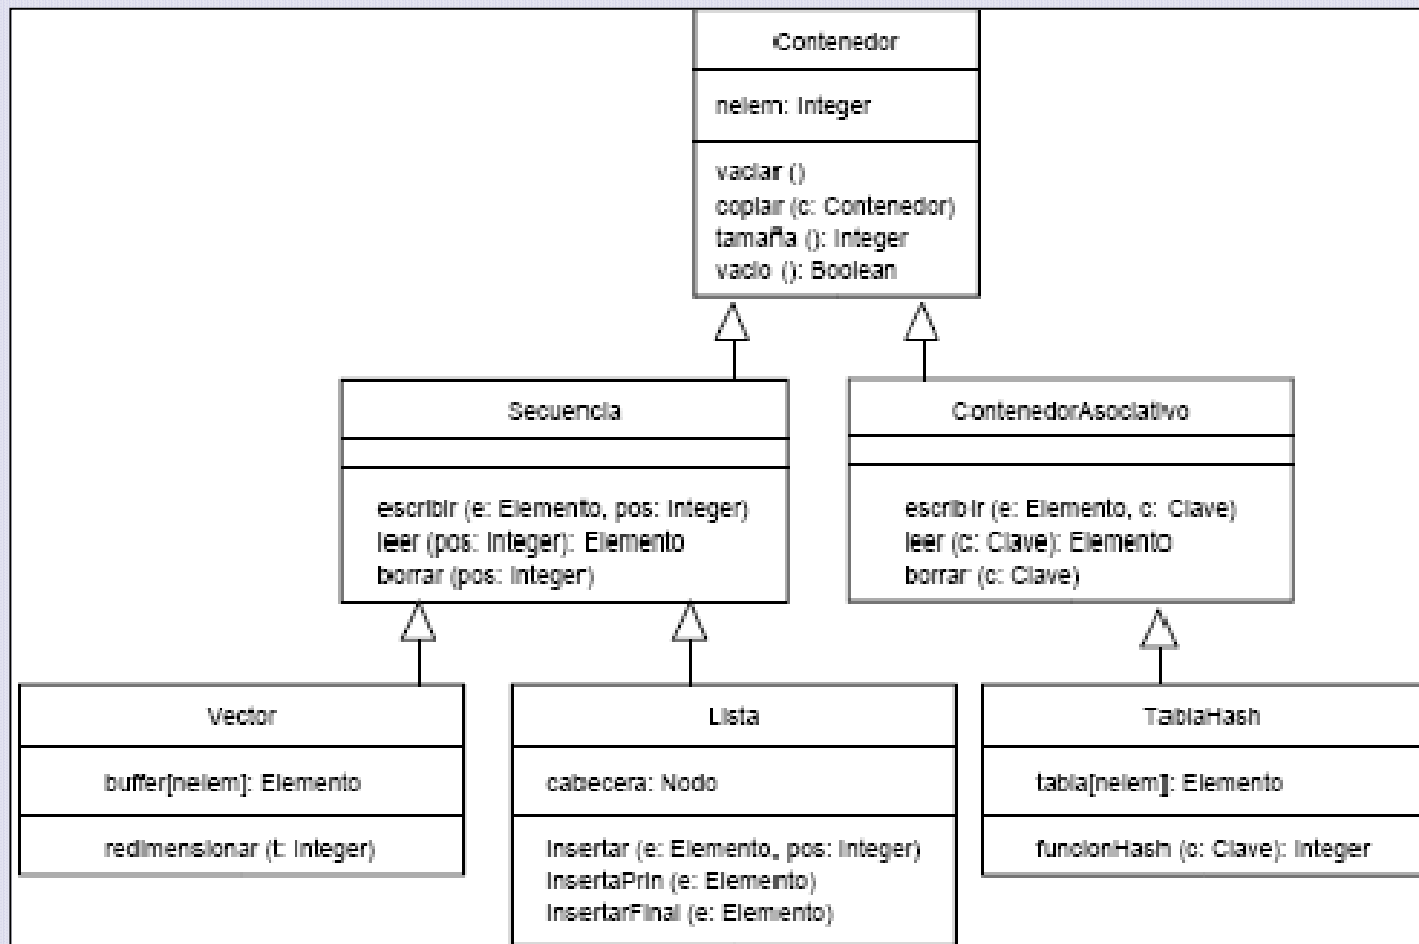 Contenedor
nelem: Integer
vaciar ()
copiar (c: Contenedor)
tamaña (): Integer
vacio (): Boolean
Secuencia
escribir (e: Elemento, pos: Integer)
leer (pos: Integer): Elemento
borrar (pos: Integer)
ContenedorAsociativo
escribir (e: Elemento, c: Clave)
leer (c: Clave): Elemento
borrar (c: Clave)
Vector
buffer[nelem]: Elemento
redimensionar (t: Integer)
Lista
cabecera: Nodo
Insertar (e: Elemento, pos: Integer)
InsertaPrin (e: Elemento)
InsertarFinal (e: Elemento)
TablaHash
tabla[nelem]: Elemento
funcionHash (c: Clave): Integer